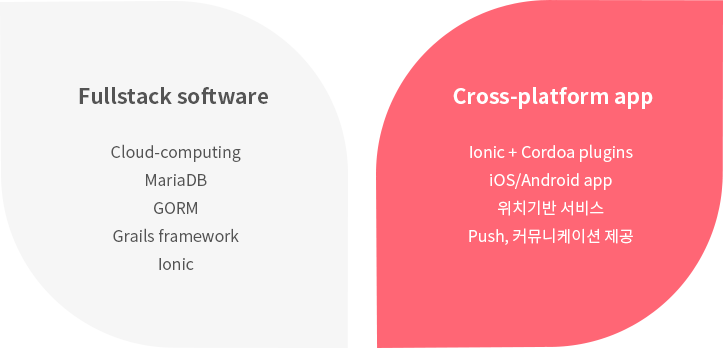 Fullstack software
Cloud-computing
MariaDB
GORM
Grails framework
Ionic
Cross-platform app
Ionic + Cordoa plugins
iOS/Android app
위치기반 서비스
Push, 커뮤니케이션 제공